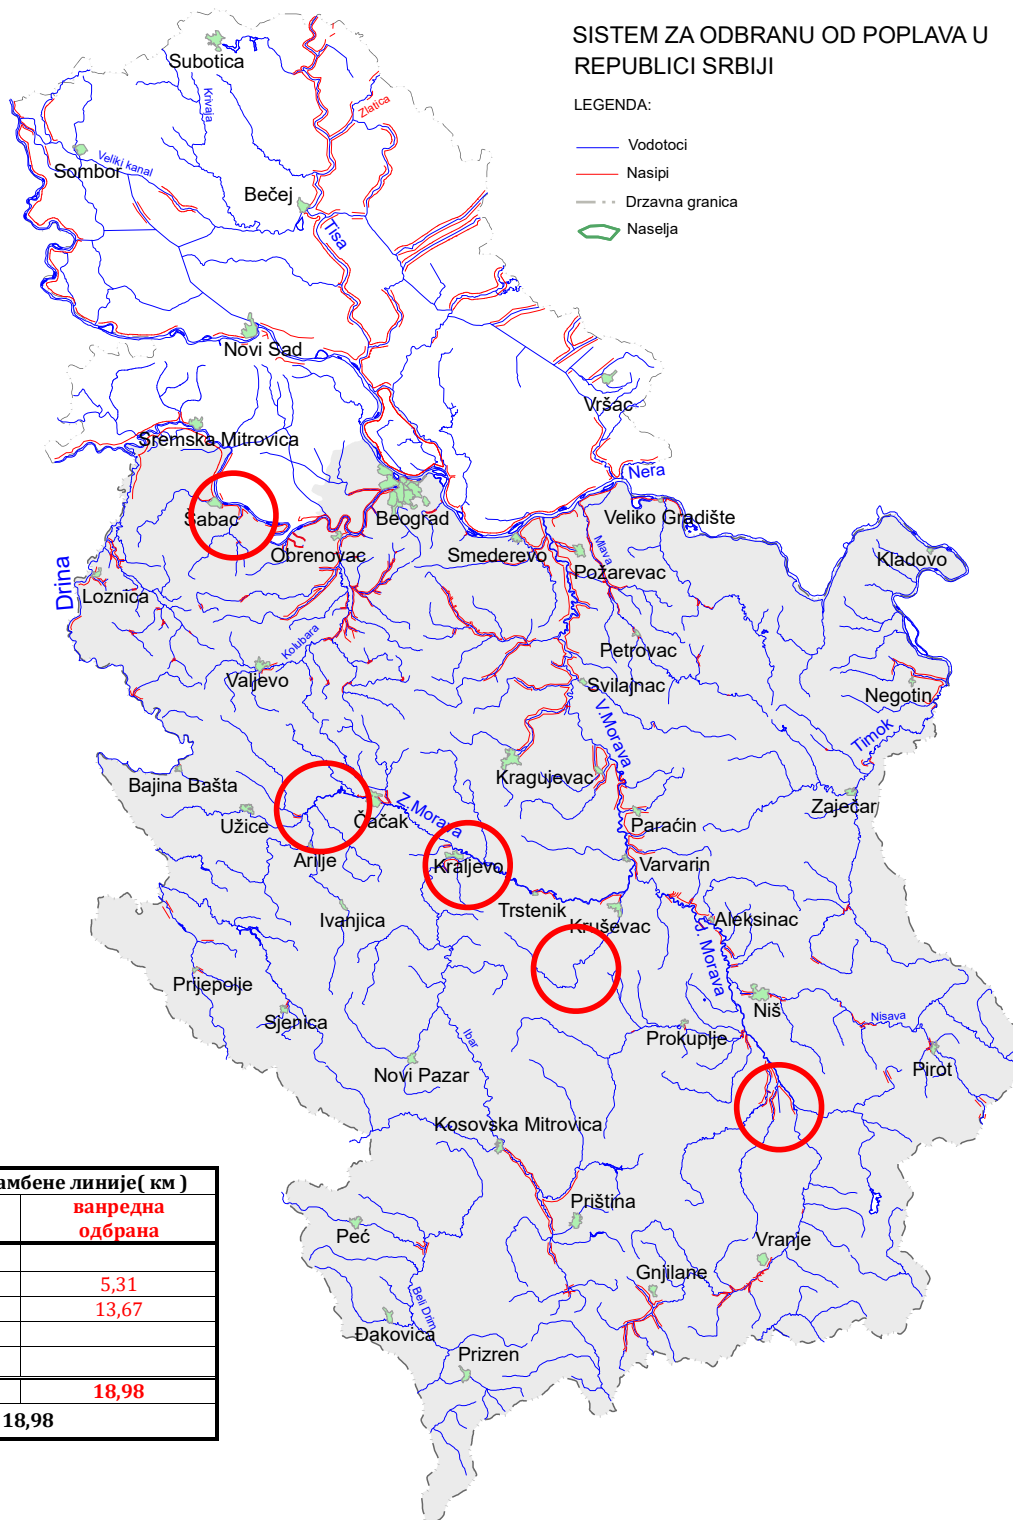 SISTEM ZA ODBRANU OD POPLAVA U
REPUBLICI SRBIJI
LEGENDA:
Vodotoci
Nasipi
Drzavna granica
Naselja
Subotica
Krivaja
Zlatica
Sombor
Veliki kanal
Bečej
Tisa
Novi Sad
Vršac
Sremska Mitrovica
Nera
Šabac
Beograd
Veliko Gradište
Obrenovac
Smederevo
Mlava
Požarevac
Kladovo
Drina
Loznica
Kolubara
Petrovac
Valjevo
Svilajnac
Negotin
V.Morava
Timok
Bajina Bašta
Kragujevac
Zaječar
Užice
Čačak
Z.Morava
Paraćin
Arilje
Kraljevo
Varvarin
Trstenik
Ivanjica
Kruševac
Aleksinac
J. Morava
Prijepolje
Niš
Sjenica
Nisava
Ibar
Prokuplje
Novi Pazar
Pirot
Kosovska Mitrovica
Priština
Peć
Vranje
Gnjilane
Beli Drim
Đakovica
Prizren
амбене линије( км )
ванредна
одбрана
5,31
13,67
18,98
18,98